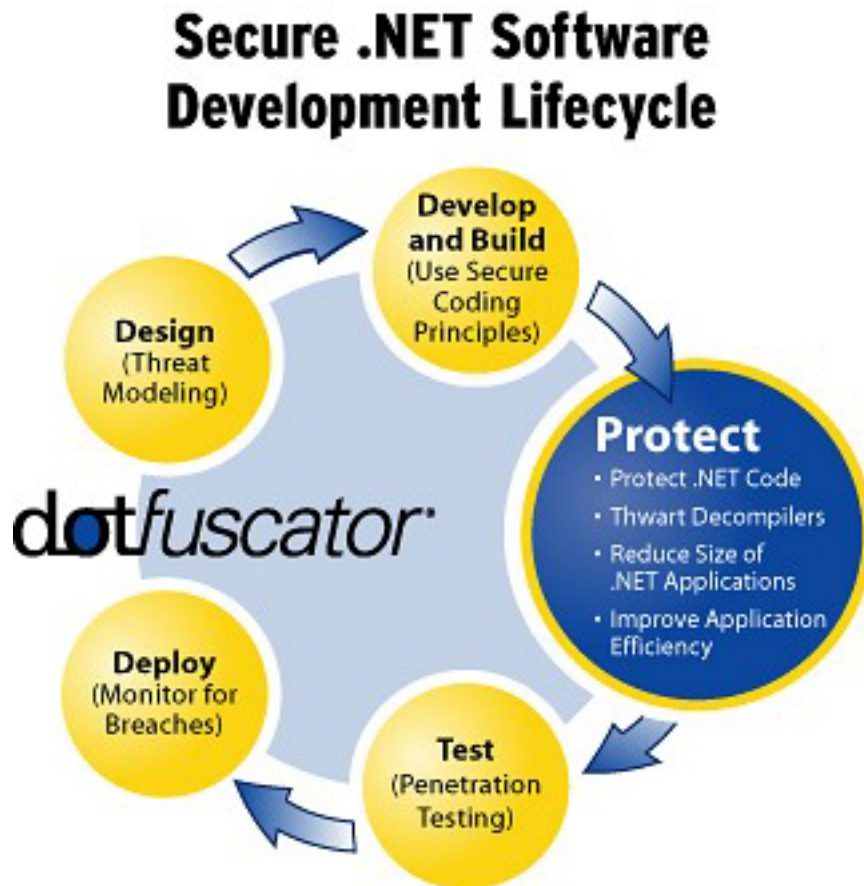 Secure .NET Software
Development Lifecycle
Develop
and Build
(Use Secure
Coding
Principles)
Design
(Threat
Modeling)
Protect
• Protect .NET Code
• Thwart Decompilers
• Reduce Size of
.NET Applications
• Improve Application
Efficiency
dotfuscator
Deploy
(Monitor for
Breaches)
Test
(Penetration
Testing)